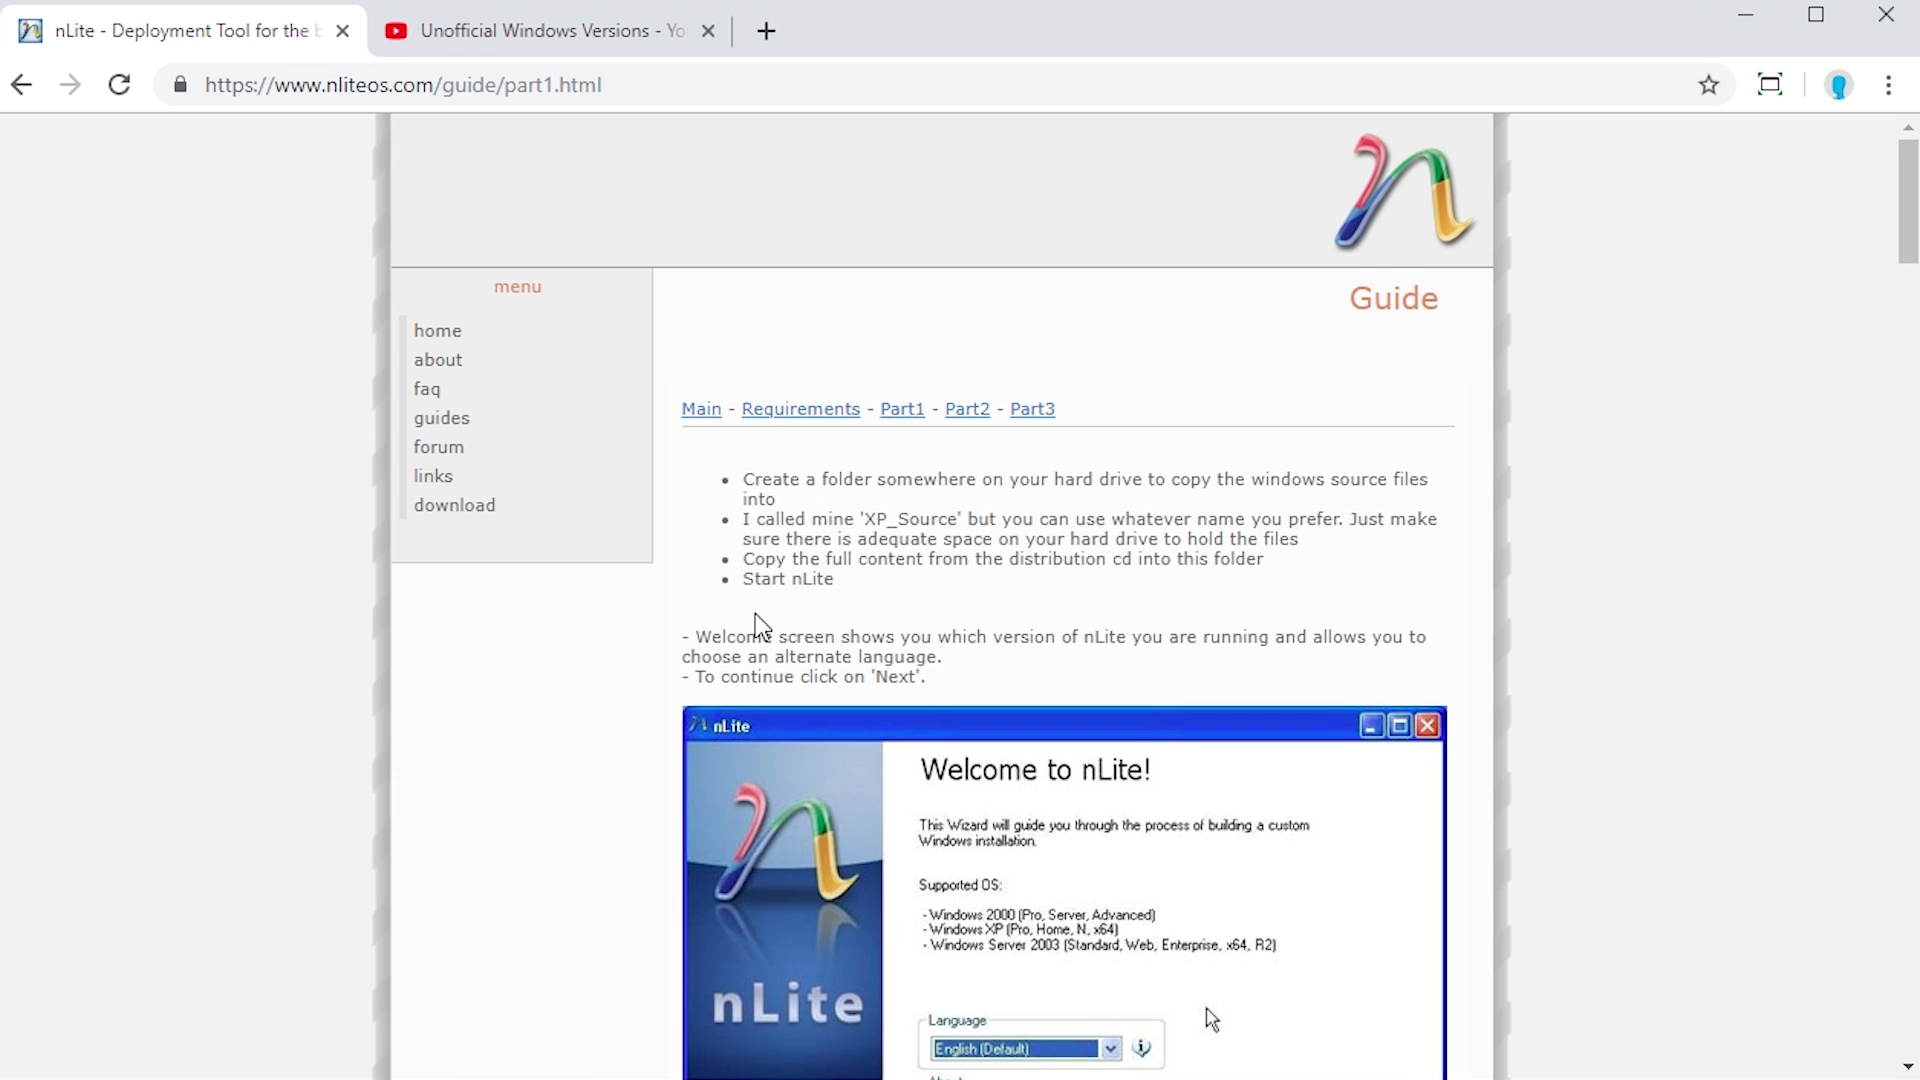 nLite - Deployment Tool for the b
Unofficial Windows Versions - Yo
https://www.nliteos.com/guide/part1.html
menu
home
about
faq
guides
forum
links
download
Guide
Main - Requirements - Part1 - Part2 - Part3
• Create a folder somewhere on your hard drive to copy the windows source files
into
• I called mine 'XP_Source' but you can use whatever name you prefer. Just make
sure there is adequate space on your hard drive to hold the files
• Copy the full content from the distribution cd into this folder
• Start nLite
- Welcome screen shows you which version of nLite you are running and allows you to
choose an alternate language.
- To continue click on 'Next'.
nLite
Welcome to nLite!
This Wizard will guide you through the process of building a custom
Windows installation.
Supported OS:
- Windows 2000 (Pro, Server, Advanced)
- Windows XP (Pro, Home, N, x64)
- Windows Server 2003 (Standard, Web, Enterprise, x64, R2)
nLite
Language
English (Default)